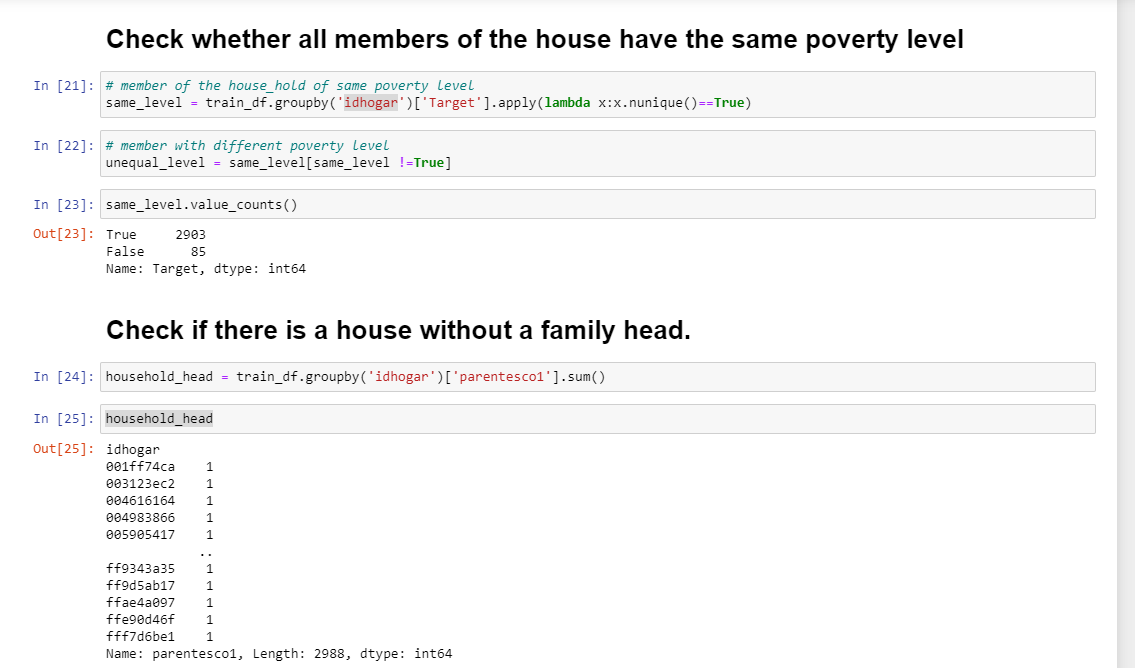 Check whether all members of the house have the same poverty level
In [21]: # member of the house_hold of same poverty level
same_level = train_df.groupby('idhogar')['Target'].apply(lambda x:x.nunique()==True)
In [22]: # member with different poverty level
unequal_level = same_level[same_level !=True]
In [23]: same_level.value_counts()
Out[23]: True 2903
False 85
Name: Target, dtype: int64
Check if there is a house without a family head.
In [24]: household_head = train_df.groupby('idhogar')['parentesco1'].sum()
In [25]: household_head
Out[25]: idhogar
001ff74ca 1
003123ec2 1
004616164 1
004983866 1
005905417 1
..
ff9343a35 1
ff9d5ab17 1
ffae4a097 1
ffe90d46f 1
fff7d6be1 1
Name: parentesco1, Length: 2988, dtype: int64